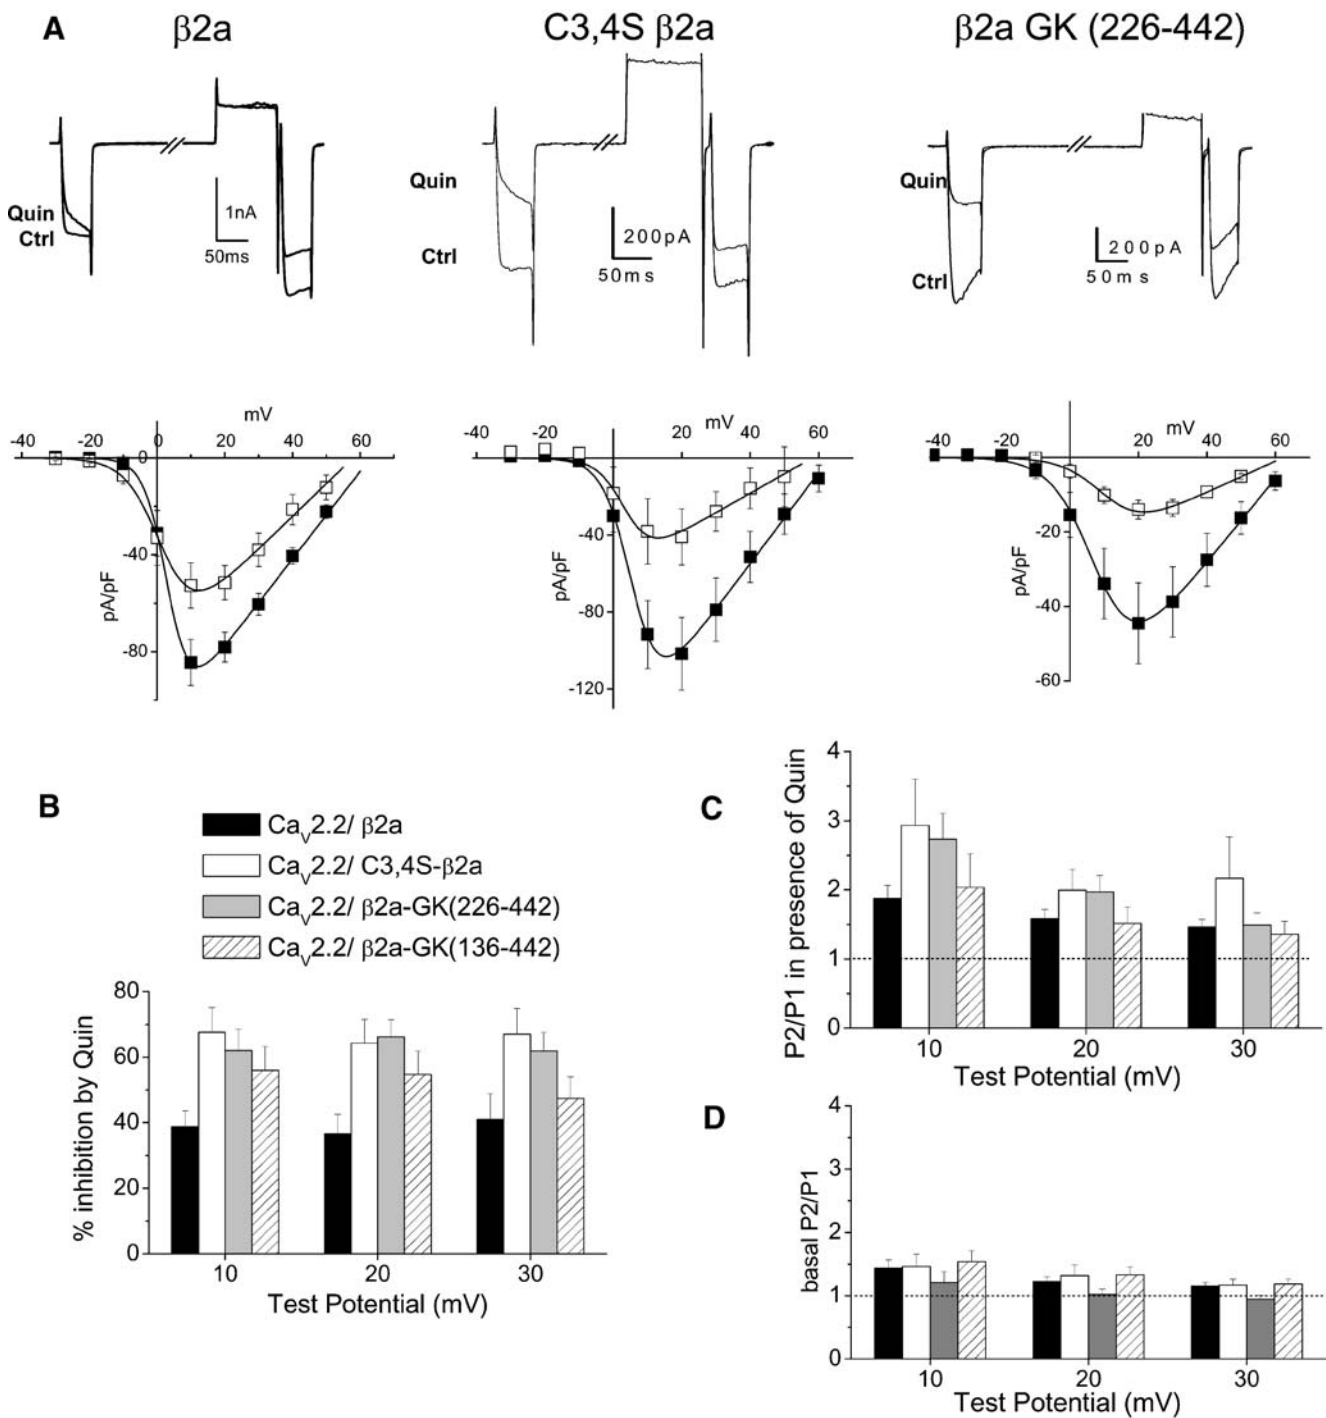 A
β2a
C3,4S β2a
β2a GK (226-442)
Quin
Ctrl
1nA
50ms
Quin
Ctrl
200pA
50ms
Quin
Ctrl
200pA
50ms
mV
-40 -20 0 20 40 60
-40
-80
pA/pF
mV
-40 -20 0 20 40 60
-40
-80
-120
pA/pF
mV
-40 -20 0 20 40 60
-20
-40
-60
pA/pF
B
CaV2.2/ β2a
CaV2.2/ C3,4S-β2a
CaV2.2/ β2a-GK(226-442)
CaV2.2/ β2a-GK(136-442)
% inhibition by Quin
80
60
40
20
0
10 20 30
Test Potential (mV)
C
P2/P1 in presence of Quin
4
3
2
1
0
10 20 30
Test Potential (mV)
D
basal P2/P1
4
3
2
1
0
10 20 30
Test Potential (mV)